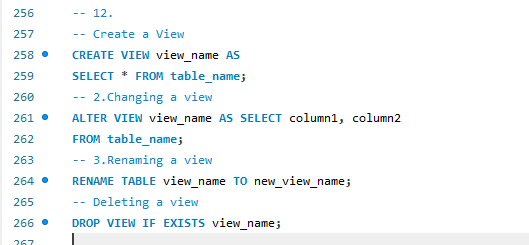 256 -- 12.
257 -- Create a View
258 CREATE VIEW view_name AS
259 SELECT * FROM table_name;
260 -- 2.Changing a view
261 ALTER VIEW view_name AS SELECT column1, column2
262 FROM table_name;
263 -- 3.Renaming a view
264 RENAME TABLE view_name TO new_view_name;
265 -- Deleting a view
266 DROP VIEW IF EXISTS view_name;
267